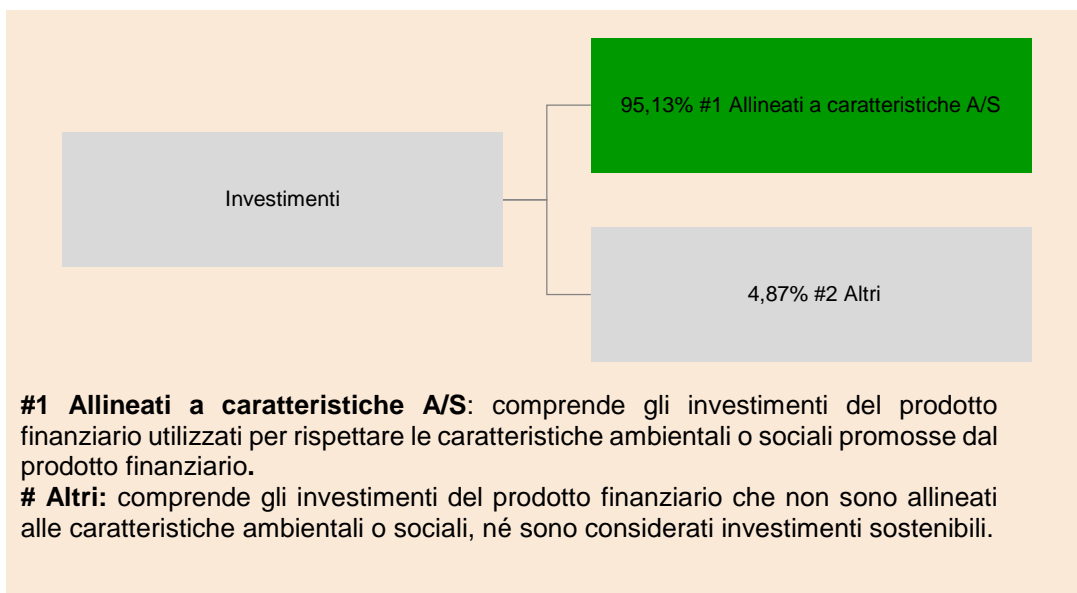 95,13% #1 Allineati a caratteristiche A/S
Investimenti
4,87% #2 Altri
#1 Allineati a caratteristiche A/S: comprende gli investimenti del prodotto
finanziario utilizzati per rispettare le caratteristiche ambientali o sociali promosse dal
prodotto finanziario.
# Altri: comprende gli investimenti del prodotto finanziario che non sono allineati
alle caratteristiche ambientali o sociali, né sono considerati investimenti sostenibili.